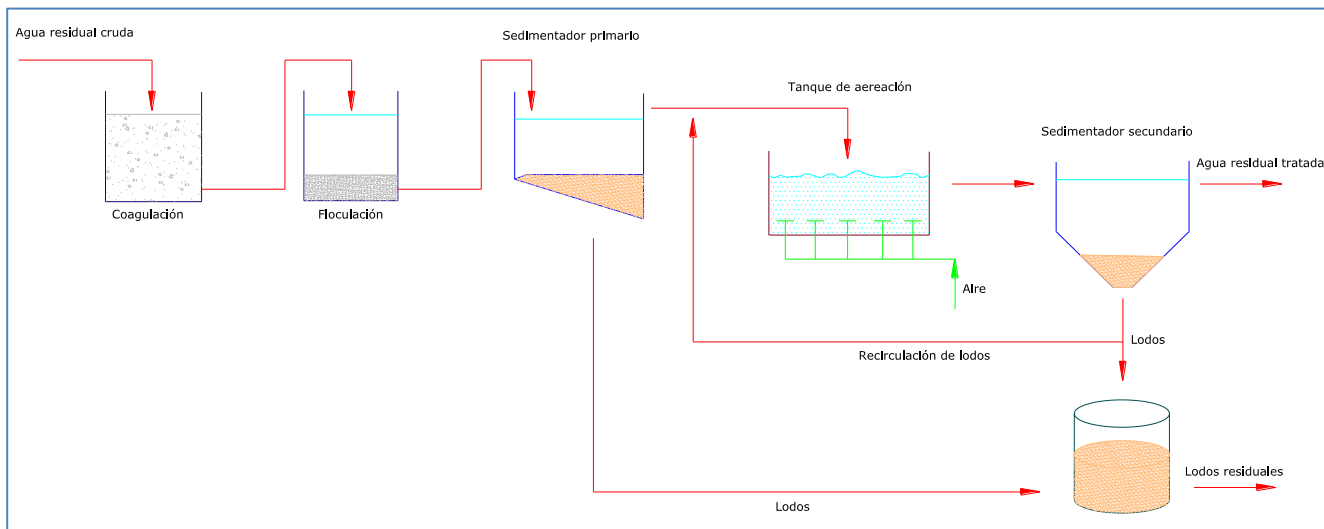 Agua residual cruda
Sedimentador primario
Tanque de aereación
Sedimentador secundario
Agua residual tratada
Coagulación
Floculación
Aire
Lodos
Recirculación de lodos
Lodos residuales
Lodos